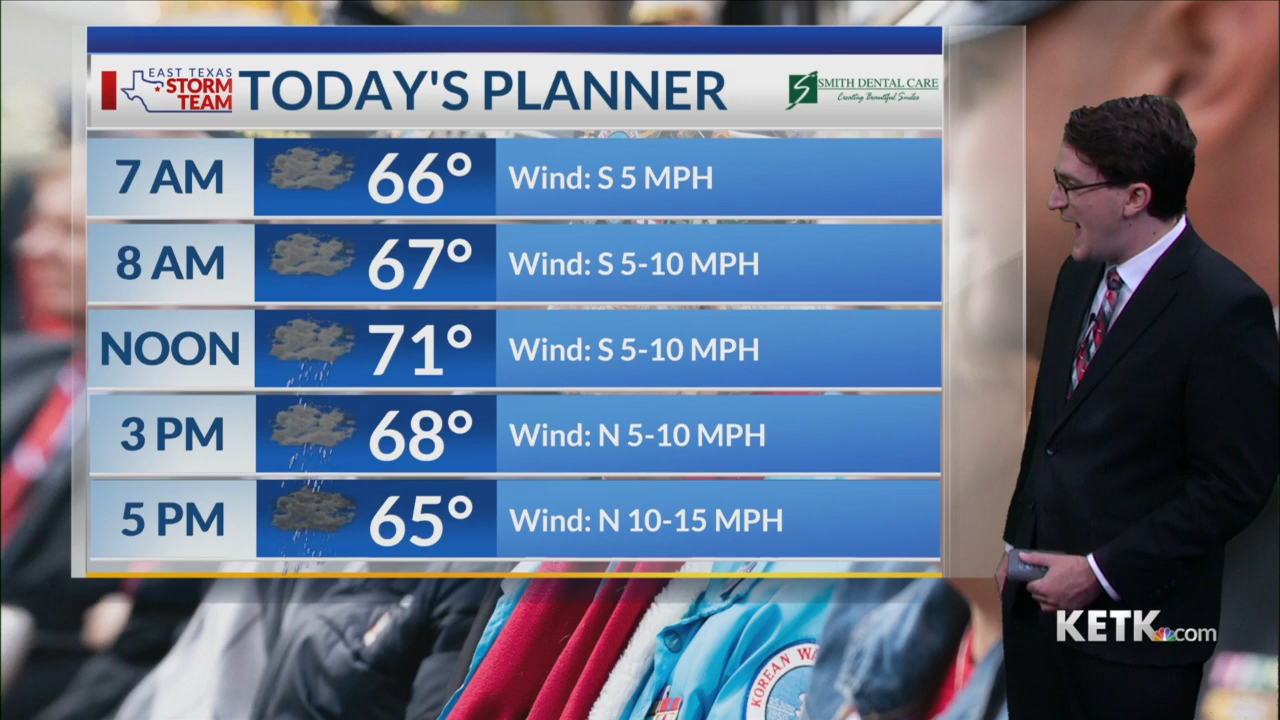 EAST TEXAS
STORM
TEAM
TODAY'S PLANNER
SMITH DENTAL CARE
Creating Beautiful Smiles
7 AM 66° Wind: S 5 MPH
8 AM 67° Wind: S 5-10 MPH
NOON 71° Wind: S 5-10 MPH
3 PM 68° Wind: N 5-10 MPH
5 PM 65° Wind: N 10-15 MPH
KOREAN WA
KETK.com